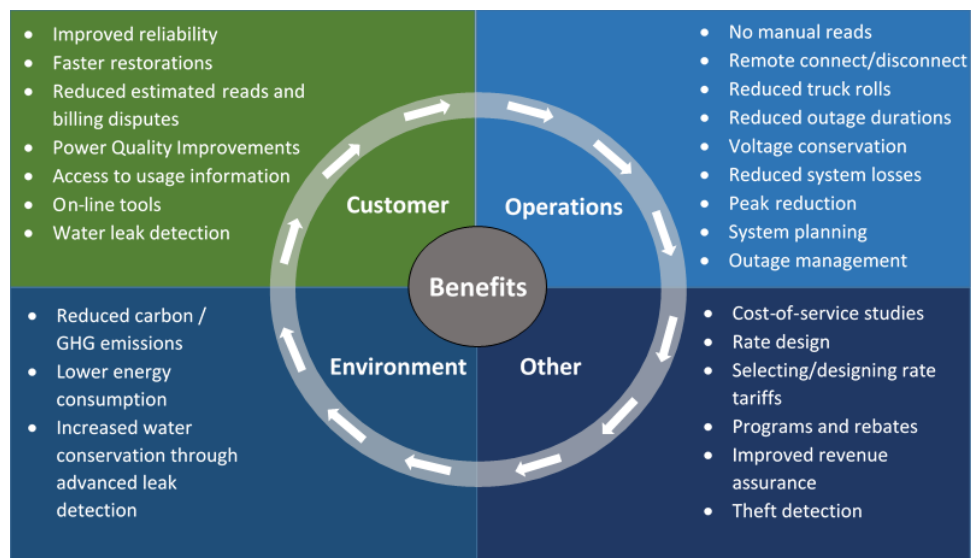 • Improved reliability
• Faster restorations
• Reduced estimated reads and
billing disputes
• Power Quality Improvements
• Access to usage information
• On-line tools
• Water leak detection
Customer
• No manual reads
• Remote connect/disconnect
• Reduced truck rolls
• Reduced outage durations
• Voltage conservation
• Reduced system losses
• Peak reduction
• System planning
• Outage management
Operations
Benefits
• Reduced carbon /
GHG emissions
• Lower energy
consumption
• Increased water
conservation through
advanced leak
detection
Environment
Other
• Cost-of-service studies
• Rate design
• Selecting/designing rate
tariffs
• Programs and rebates
• Improved revenue
assurance
• Theft detection